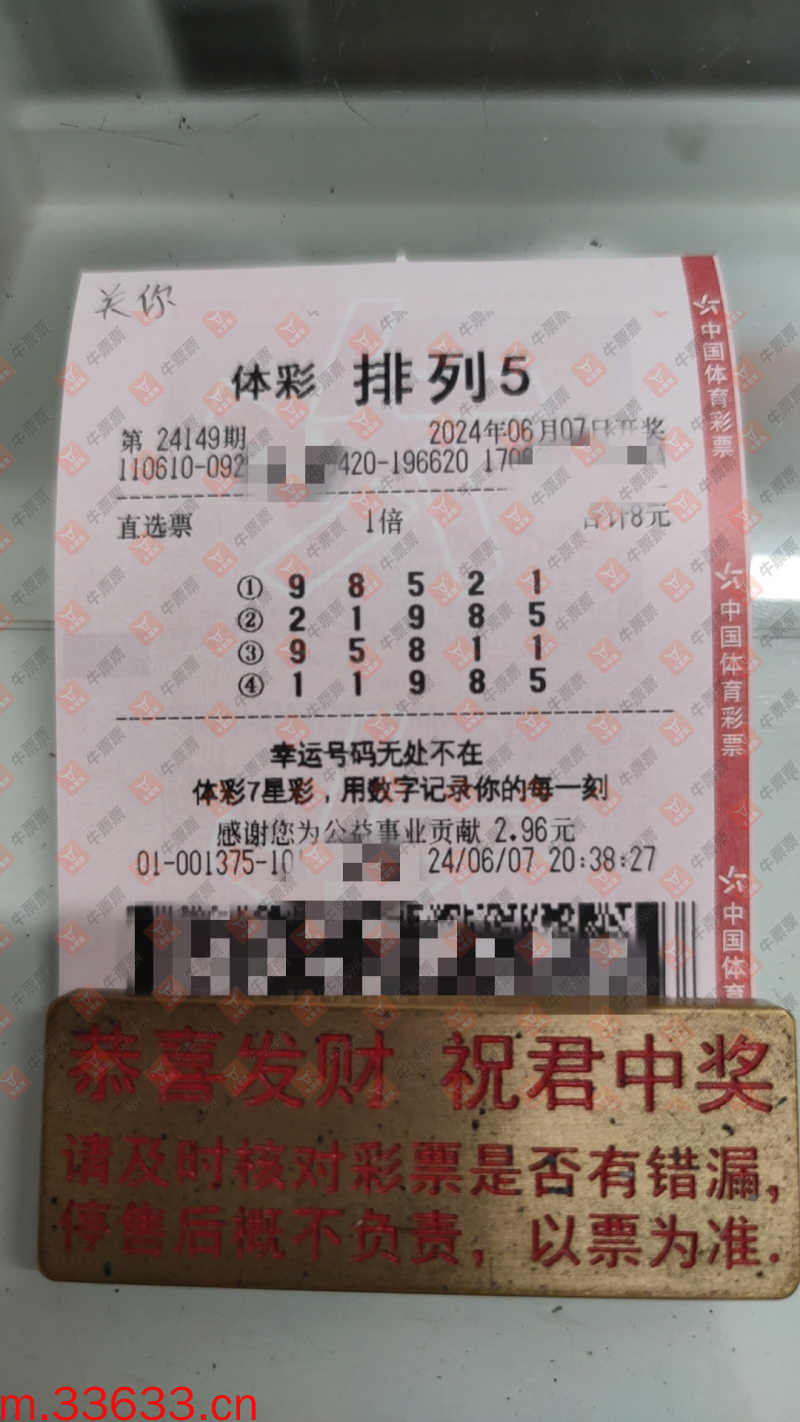 关你
体彩 排列5
第 24149期 2024年06月07日开奖
110610-092 420-196620 170
直选票 1倍 合计8元
① 9 8 5 2 1
② 2 1 9 8 5
③ 9 5 8 1 1
④ 1 1 9 8 5
幸运号码无处不在
体彩7星彩，用数字记录你的每一刻
感谢您为公益事业贡献 2.96元
01-001375-10 24/06/07 20:38:27
中国体育彩票
中国体育彩票
中国体育
牛票票
恭喜发财 祝君中奖
请及时核对彩票是否有错漏，
停售后概不负责，以票为准.
m.33633.cn